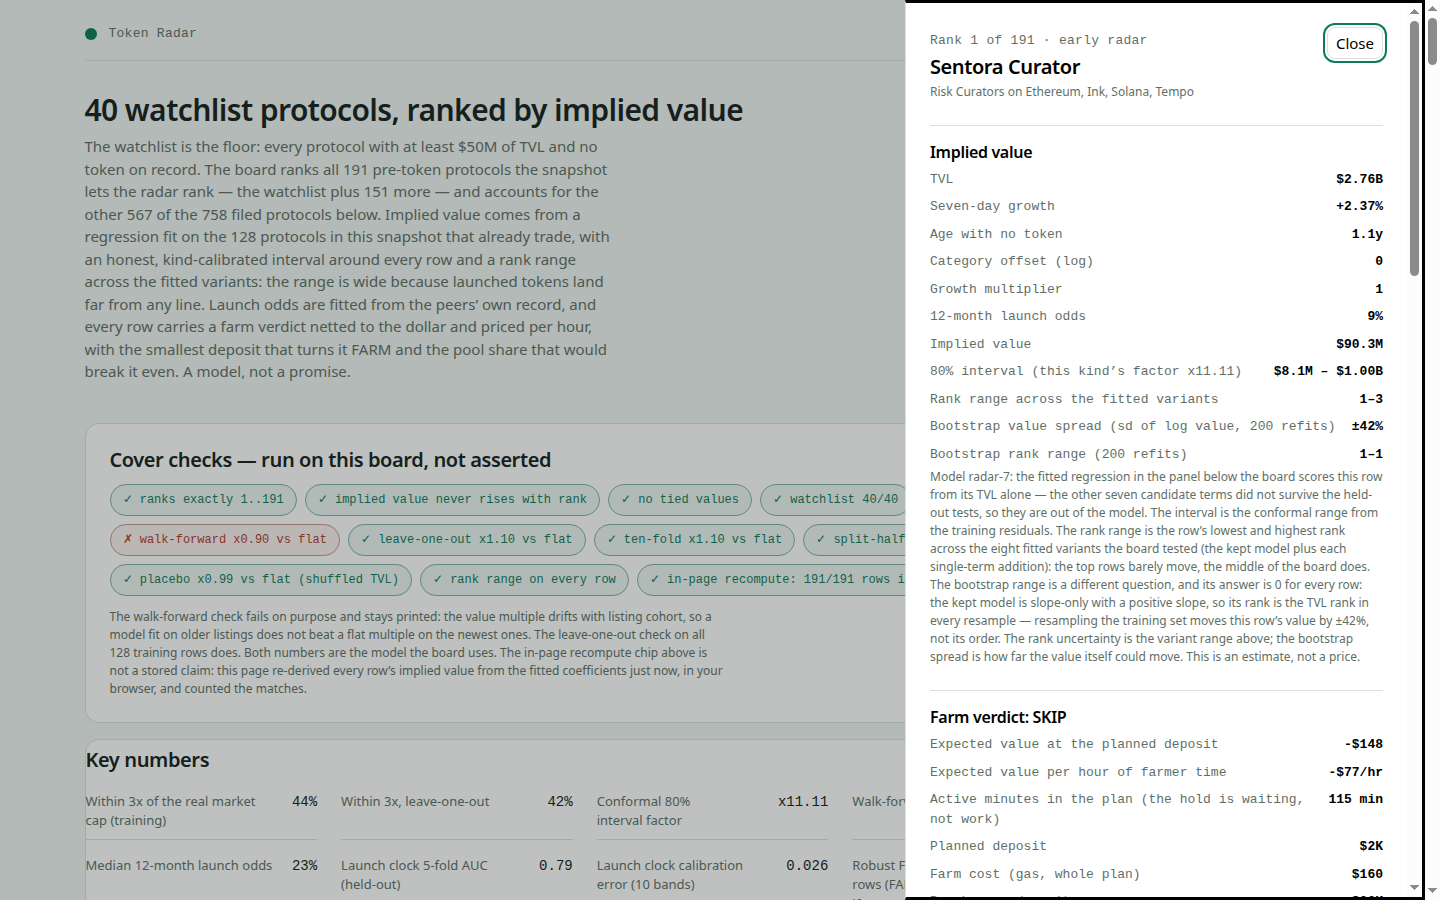 Token Radar
40 watchlist protocols, ranked by implied value
The watchlist is the floor: every protocol with at least $50M of TVL and no
token on record. The board ranks all 191 pre-token protocols the snapshot
lets the radar rank — the watchlist plus 151 more — and accounts for the
other 567 of the 758 filed protocols below. Implied value comes from a
regression fit on the 128 protocols in this snapshot that already trade, with
an honest, kind-calibrated interval around every row and a rank range
across the fitted variants: the range is wide because launched tokens land
far from any line. Launch odds are fitted from the peers’ own record, and
every row carries a farm verdict netted to the dollar and priced per hour,
with the smallest deposit that turns it FARM and the pool share that would
break it even. A model, not a promise.
Cover checks — run on this board, not asserted
✓ ranks exactly 1..191
✓ implied value never rises with rank
✓ no tied values
✓ watchlist 40/40
✗ walk-forward x0.90 vs flat
✓ leave-one-out x1.10 vs flat
✓ ten-fold x1.10 vs flat
✓ split-half
✓ placebo x0.99 vs flat (shuffled TVL)
✓ rank range on every row
✓ in-page recompute: 191/191 rows
The walk-forward check fails on purpose and stays printed: the value multiple drifts with listing cohort, so a
model fit on older listings does not beat a flat multiple on the newest ones. The leave-one-out check on all
128 training rows does. Both numbers are the model the board uses. The in-page recompute chip above is
not a stored claim: this page re-derived every row’s implied value from the fitted coefficients just now, in your
browser, and counted the matches.
Key numbers
Within 3x of the real market
cap (training)
44%
Within 3x, leave-one-out
42%
Conformal 80%
interval factor
x11.11
Median 12-month launch odds
23%
Launch clock 5-fold AUC
(held-out)
0.79
Launch clock calibration
error (10 bands)
0.026
Robust
rows
Rank 1 of 191 · early radar
Close
Sentora Curator
Risk Curators on Ethereum, Ink, Solana, Tempo
Implied value
TVL
$2.76B
Seven-day growth
+2.37%
Age with no token
1.1y
Category offset (log)
0
Growth multiplier
1
12-month launch odds
9%
Implied value
$90.3M
80% interval (this kind’s factor x11.11)
$8.1M – $1.00B
Rank range across the fitted variants
1–3
Bootstrap value spread (sd of log value, 200 refits)
±42%
Bootstrap rank range (200 refits)
1–1
Model radar-7: the fitted regression in the panel below the board scores this row
from its TVL alone — the other seven candidate terms did not survive the held-
out tests, so they are out of the model. The interval is the conformal range from
the training residuals. The rank range is the row’s lowest and highest rank
across the eight fitted variants the board tested (the kept model plus each
single-term addition): the top rows barely move, the middle of the board does.
The bootstrap range is a different question, and its answer is 0 for every row:
the kept model is slope-only with a positive slope, so its rank is the TVL rank in
every resample — resampling the training set moves this row’s value by ±42%,
not its order. The rank uncertainty is the variant range above; the bootstrap
spread is how far the value itself could move. This is an estimate, not a price.
Farm verdict: SKIP
Expected value at the planned deposit
-$148
Expected value per hour of farmer time
-$77/hr
Active minutes in the plan (the hold is waiting,
not work)
115 min
Planned deposit
$2K
Farm cost (gas, whole plan)
$160